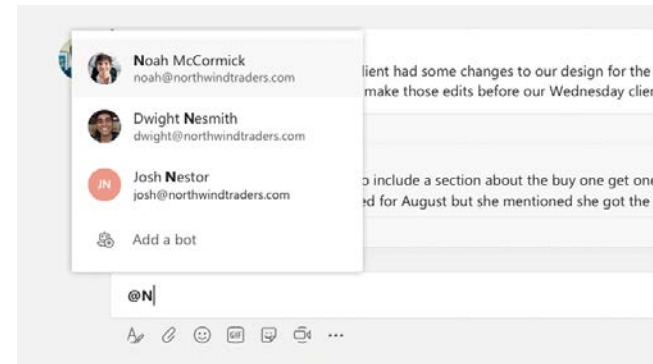 Noah McCormick
noah@northwindtraders.com
Dwight Nesmith
dwight@northwindtraders.com
JN
Josh Nestor
josh@northwindtraders.com
Add a bot
lient had some changes to our design for the
make those edits before our Wednesday clier
o include a section about the buy one get one
ed for August but she mentioned she got the
@N
GIF